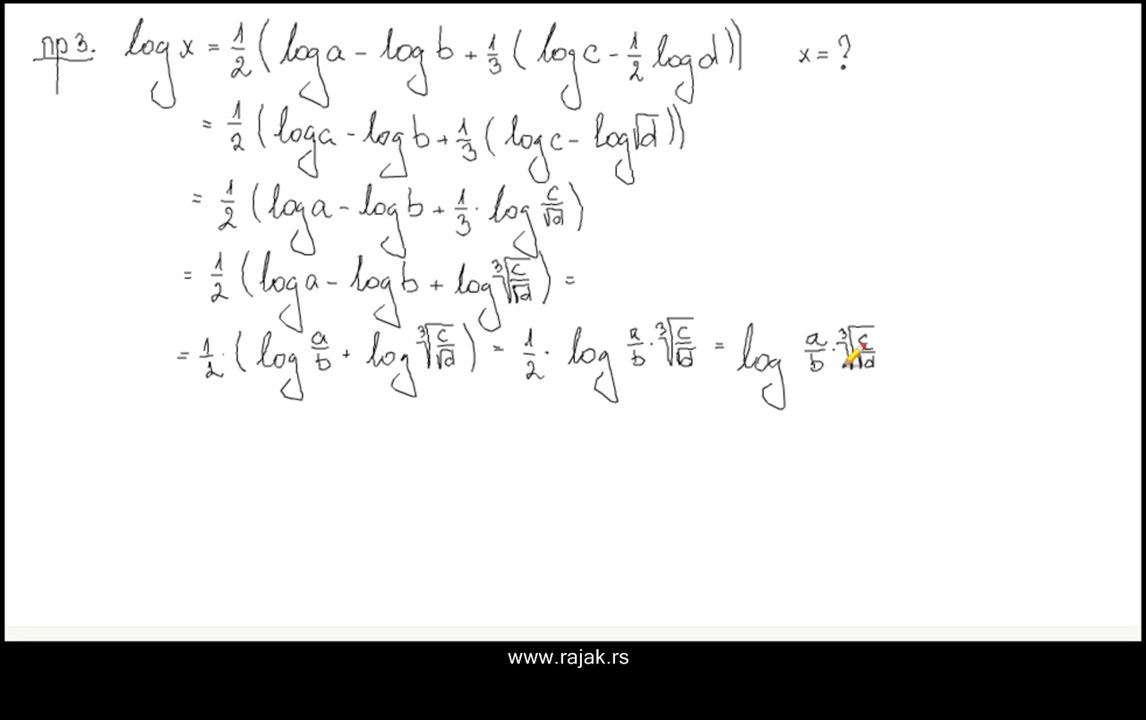 пр 3. log x = 1/2 ( log a - log b + 1/3 ( log c - 1/2 log d )) x = ?
= 1/2 ( log a - log b + 1/3 ( log c - log √d ))
= 1/2 ( log a - log b + 1/3 · log c/√d )
= 1/2 ( log a - log b + log ∛(c/√d) ) =
= 1/2 · ( log a/b + log ∛(c/√d) ) = 1/2 · log a/b · ∛(c/√d) = log a/b · ∛(c/√d)
www.rajak.rs